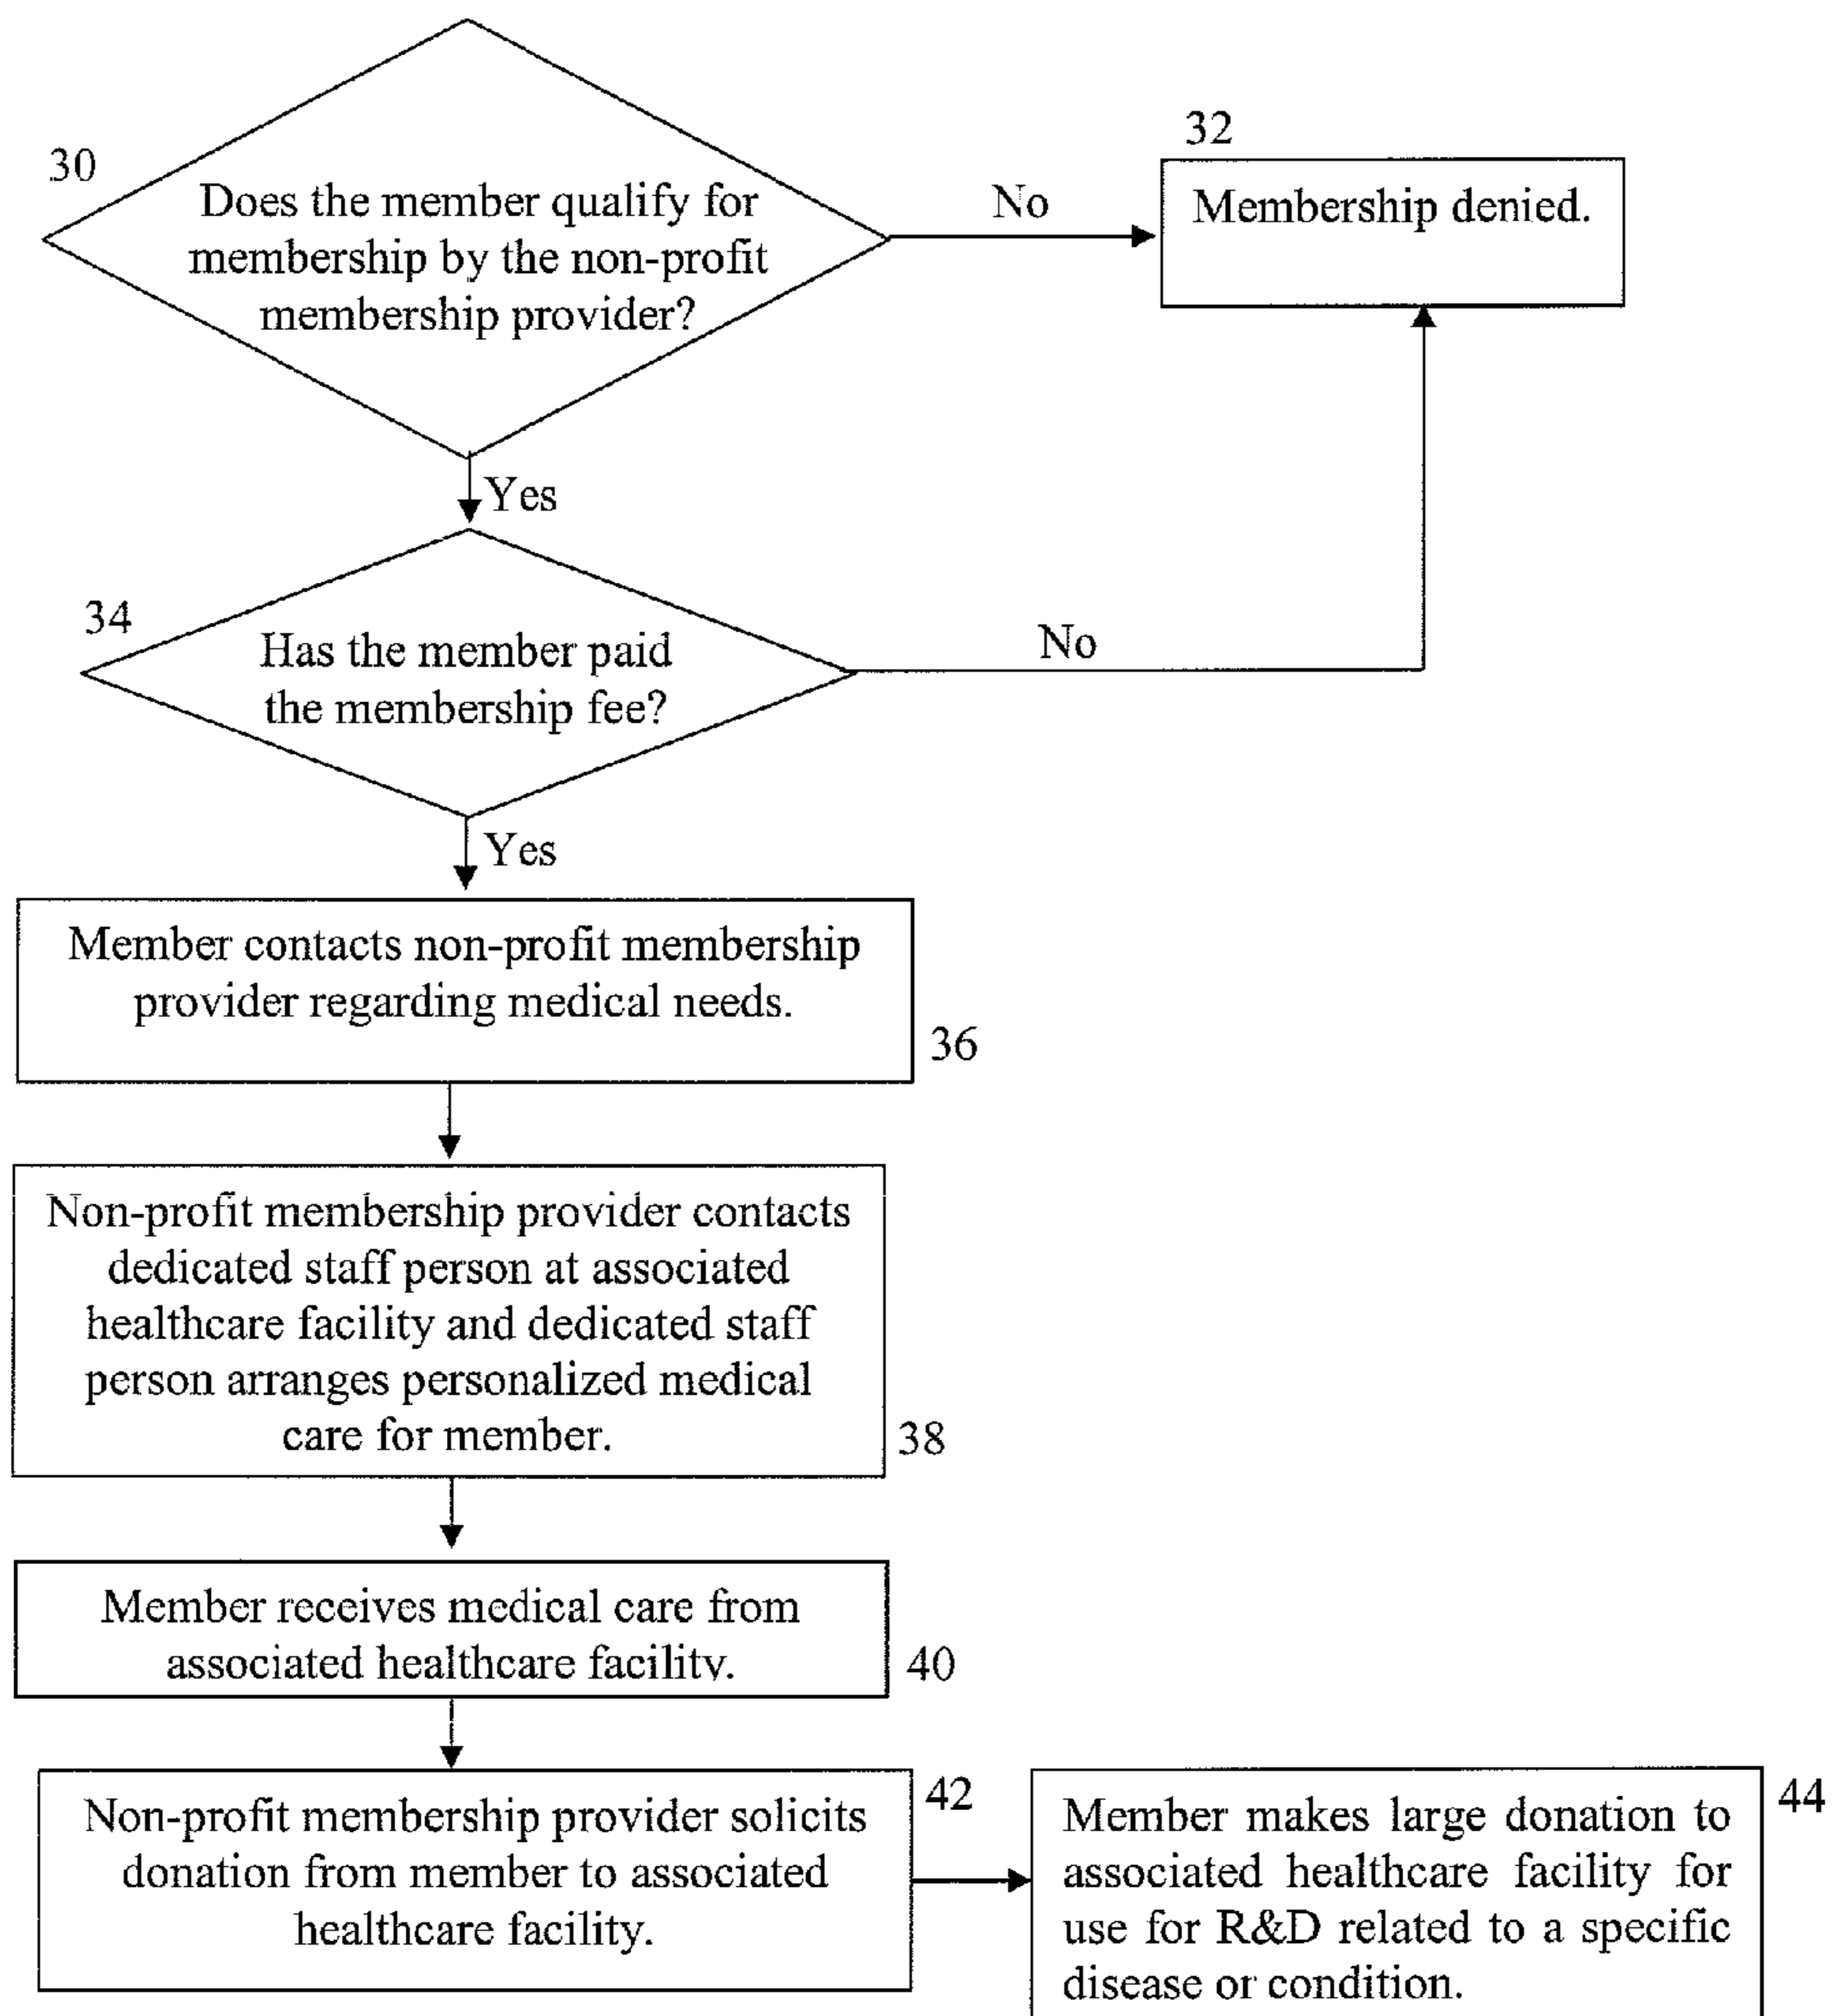 30
Does the member qualify for
membership by the non-profit
membership provider?
No
32
Membership denied.
Yes
34
Has the member paid
the membership fee?
No
Yes
Member contacts non-profit membership
provider regarding medical needs.
36
Non-profit membership provider contacts
dedicated staff person at associated
healthcare facility and dedicated staff
person arranges personalized medical
care for member.
38
Member receives medical care from
associated healthcare facility.
40
Non-profit membership provider solicits
donation from member to associated
healthcare facility.
42
Member makes large donation to
associated healthcare facility for
use for R&D related to a specific
disease or condition.
44